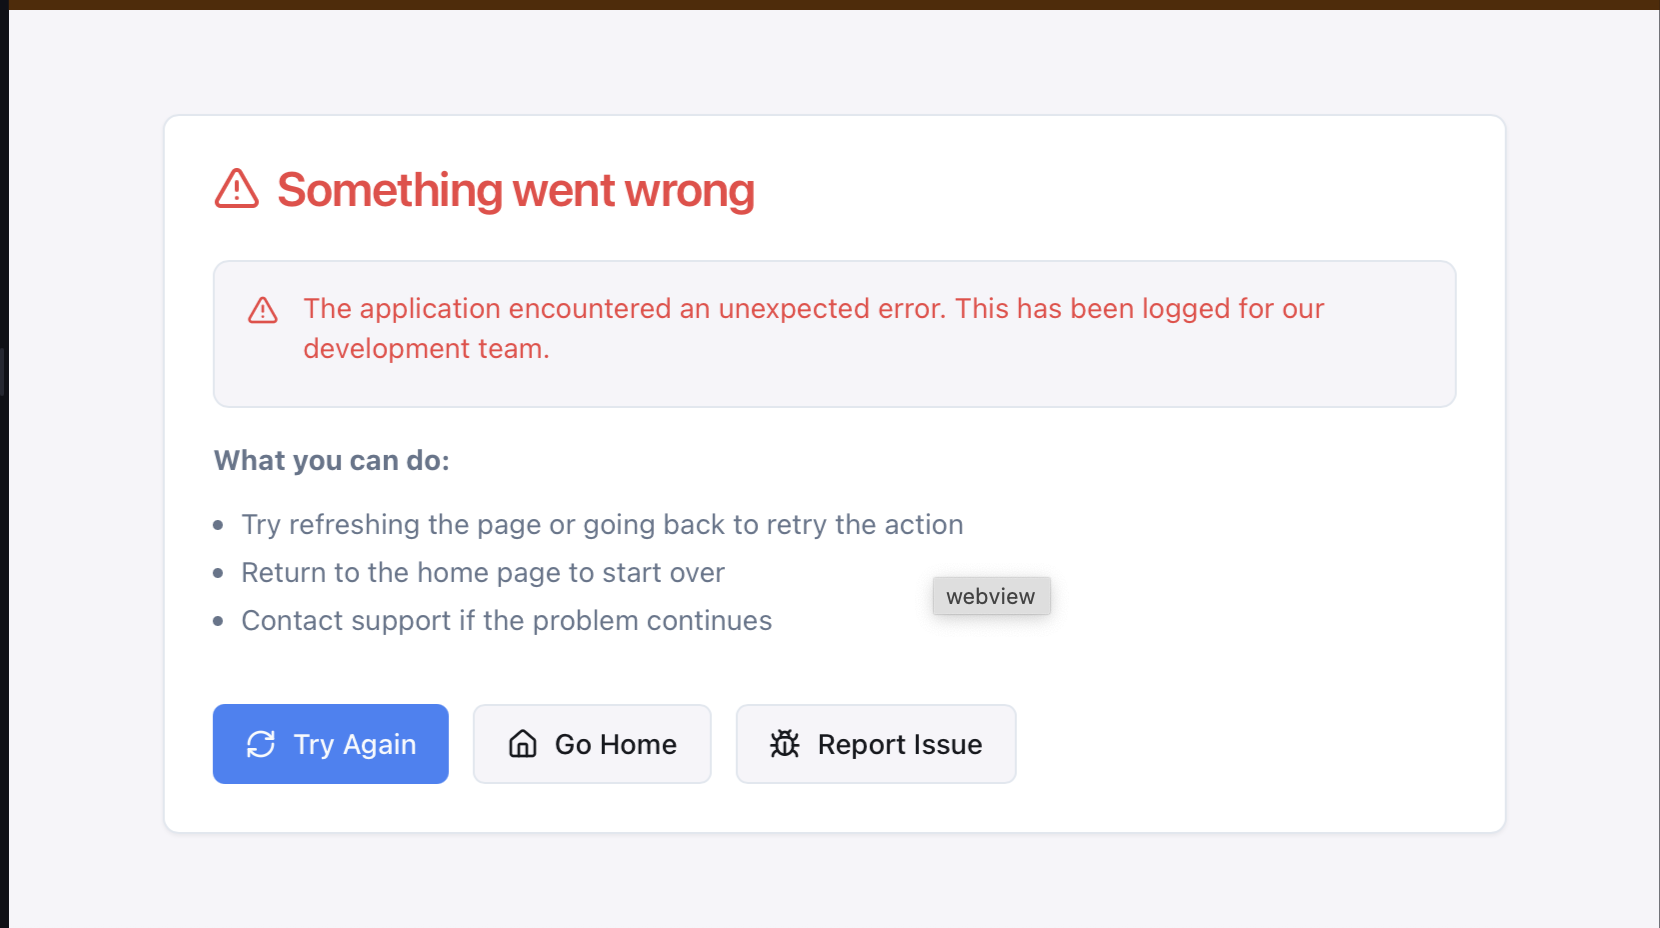 Something went wrong
The application encountered an unexpected error. This has been logged for our
development team.
What you can do:
Try refreshing the page or going back to retry the action
Return to the home page to start over
webview
Contact support if the problem continues
Try Again
Go Home
Report Issue